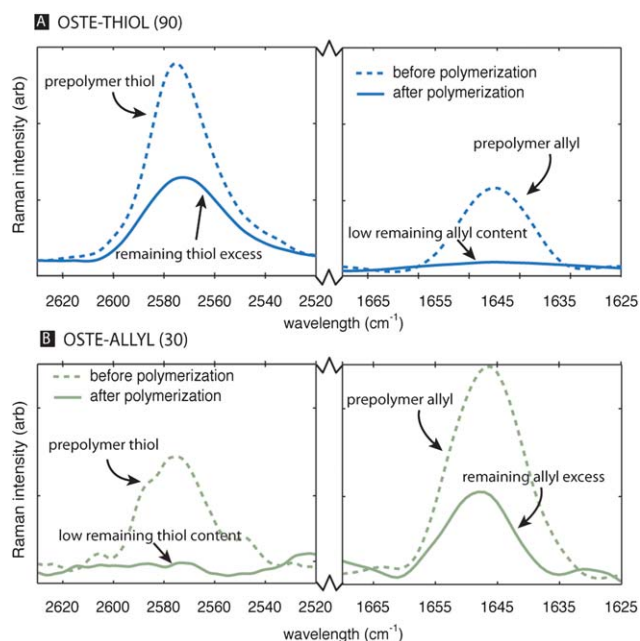 A OSTE-THIOL (90)
Raman intensity (arb)
prepolymer thiol
remaining thiol excess
before polymerization
after polymerization
prepolymer allyl
low remaining allyl content
2620 2600 2580 2560 2540 2520 1665 1655 1645 1635 1625
wavelength (cm-1)
B OSTE-ALLYL (30)
Raman intensity (arb)
before polymerization
after polymerization
prepolymer thiol
low remaining thiol content
prepolymer allyl
remaining allyl excess
2620 2600 2580 2560 2540 2520 1665 1655 1645 1635 1625
wavelength (cm-1)